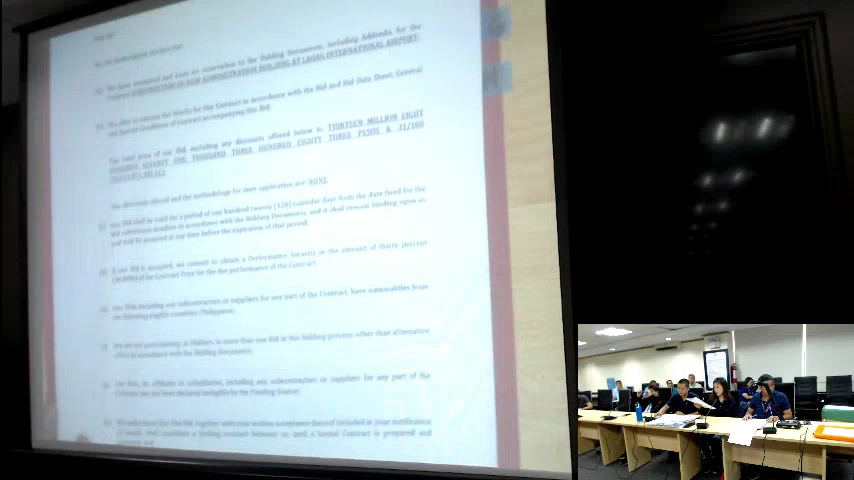 We have examined and have no reservation to the Bidding Documents, including Addenda, for the
Contract CONSTRUCTION OF NEW ADMINISTRATION BUILDING AT LAOAG INTERNATIONAL AIRPORT;
We offer to execute the Works for this Contract in accordance with the Bid and Bid Data Sheet, General
and Special Conditions of Contract accompanying this Bid;
The total price of our Bid, including any discounts offered below is: THIRTEEN MILLION EIGHT
HUNDRED SEVENTY ONE THOUSAND THREE HUNDRED EIGHTY THREE PESOS & 31/100
The discounts offered and the methodology for their application are: NONE
This Bid shall be valid for a period of one hundred twenty (120) calendar days from the date fixed for the
Bid submission deadline in accordance with the Bidding Documents, and it shall remain binding upon us
and may be accepted at any time before the expiration of that period;
If our Bid is accepted, we commit to obtain a Performance Security in the amount of thirty percent
of the Contract Price for the due performance of the Contract;
Our firm, including any subcontractors or suppliers for any part of the Contract, have nationalities from
the following eligible countries: Philippines;
We are not participating, as Bidders, in more than one Bid in this bidding process, other than alternative
offers in accordance with the Bidding Documents;
Our firm, its affiliates or subsidiaries, including any subcontractors or suppliers for any part of the
Contract, has not been declared ineligible by the Funding Source;
We understand that this Bid, together with your written acceptance thereof included in your notification
of award, shall constitute a binding contract between us, until a formal Contract is prepared and